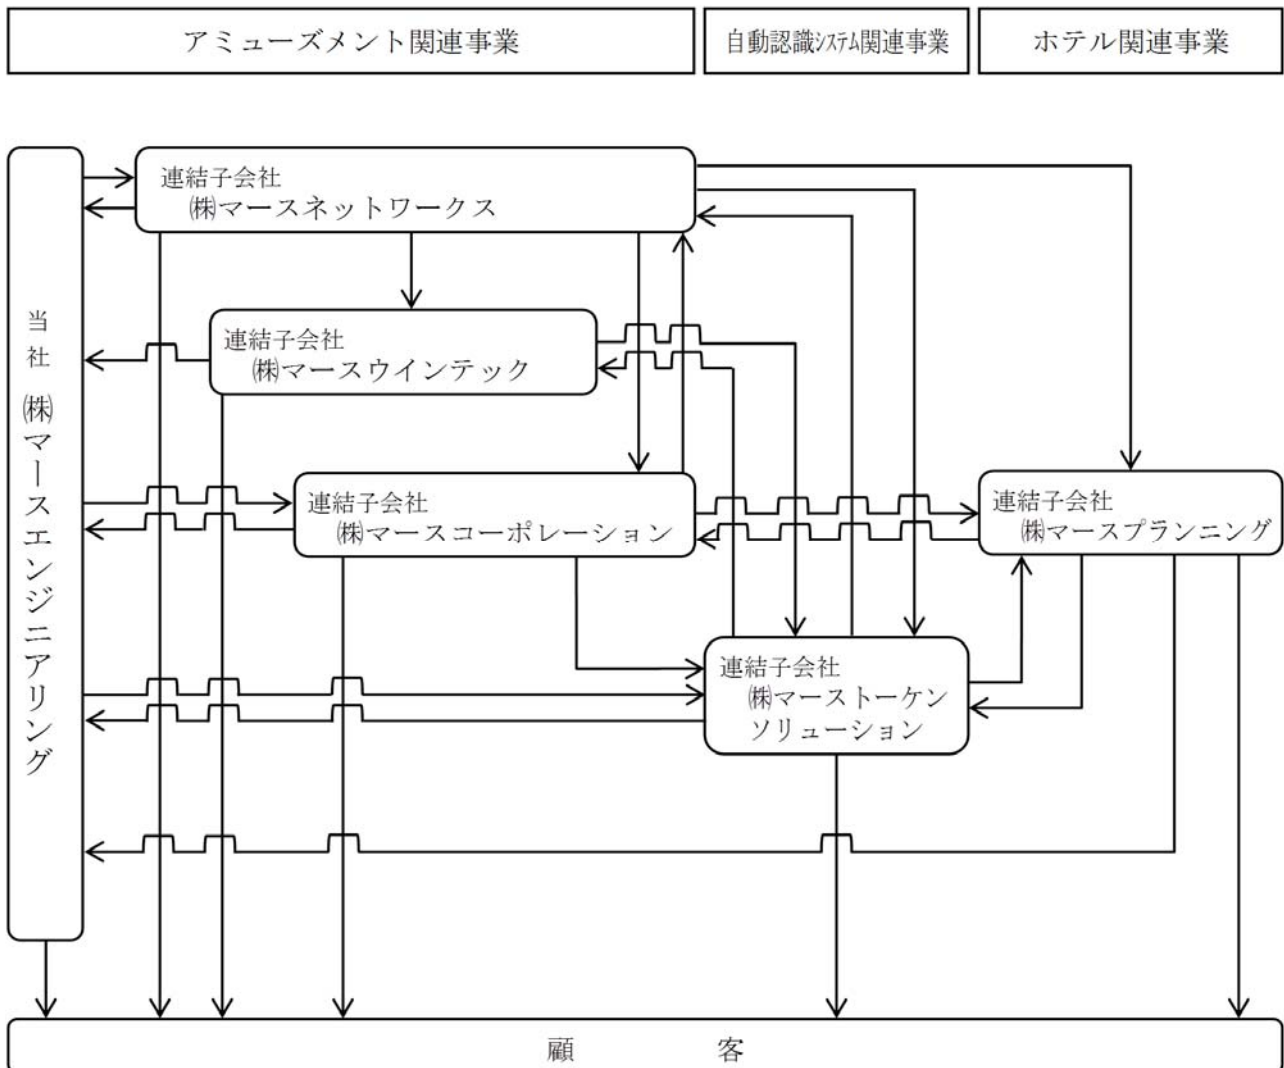 アミューズメント関連事業
自動認識システム関連事業
ホテル関連事業
連結子会社
㈱マースネットワークス
当社 ㈱マースエンジニアリング
連結子会社
㈱マースウインテック
連結子会社
㈱マースコーポレーション
連結子会社
㈱マースプランニング
連結子会社
㈱マーストーケン
ソリューション
顧客